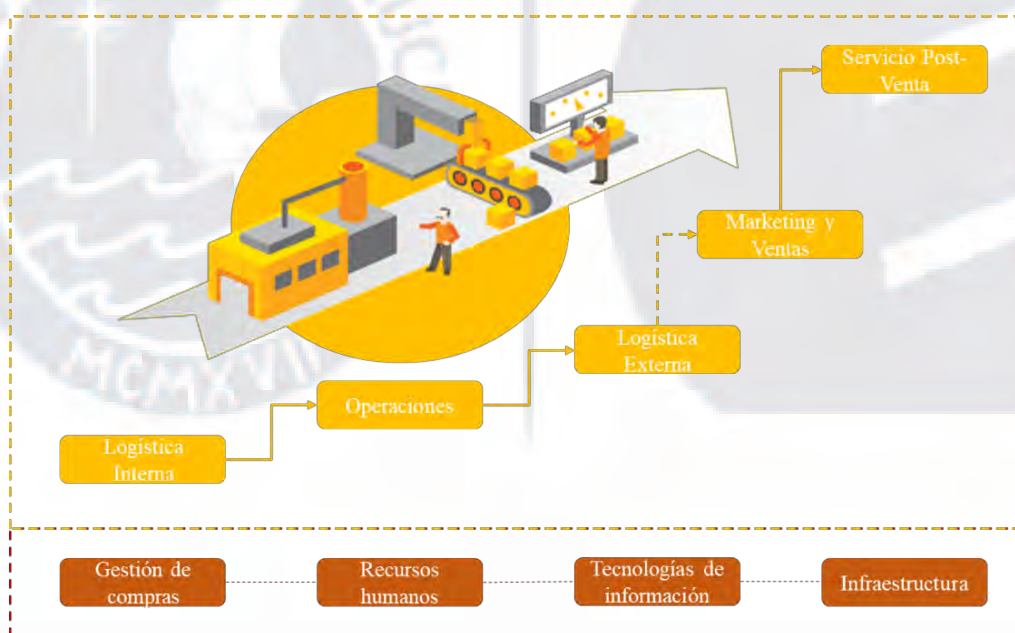 Servicio Post-
Venta
Marketing y
Ventas
Logística
Externa
Operaciones
Logística
Interna
Gestión de
compras
Recursos
humanos
Tecnologías de
información
Infraestructura